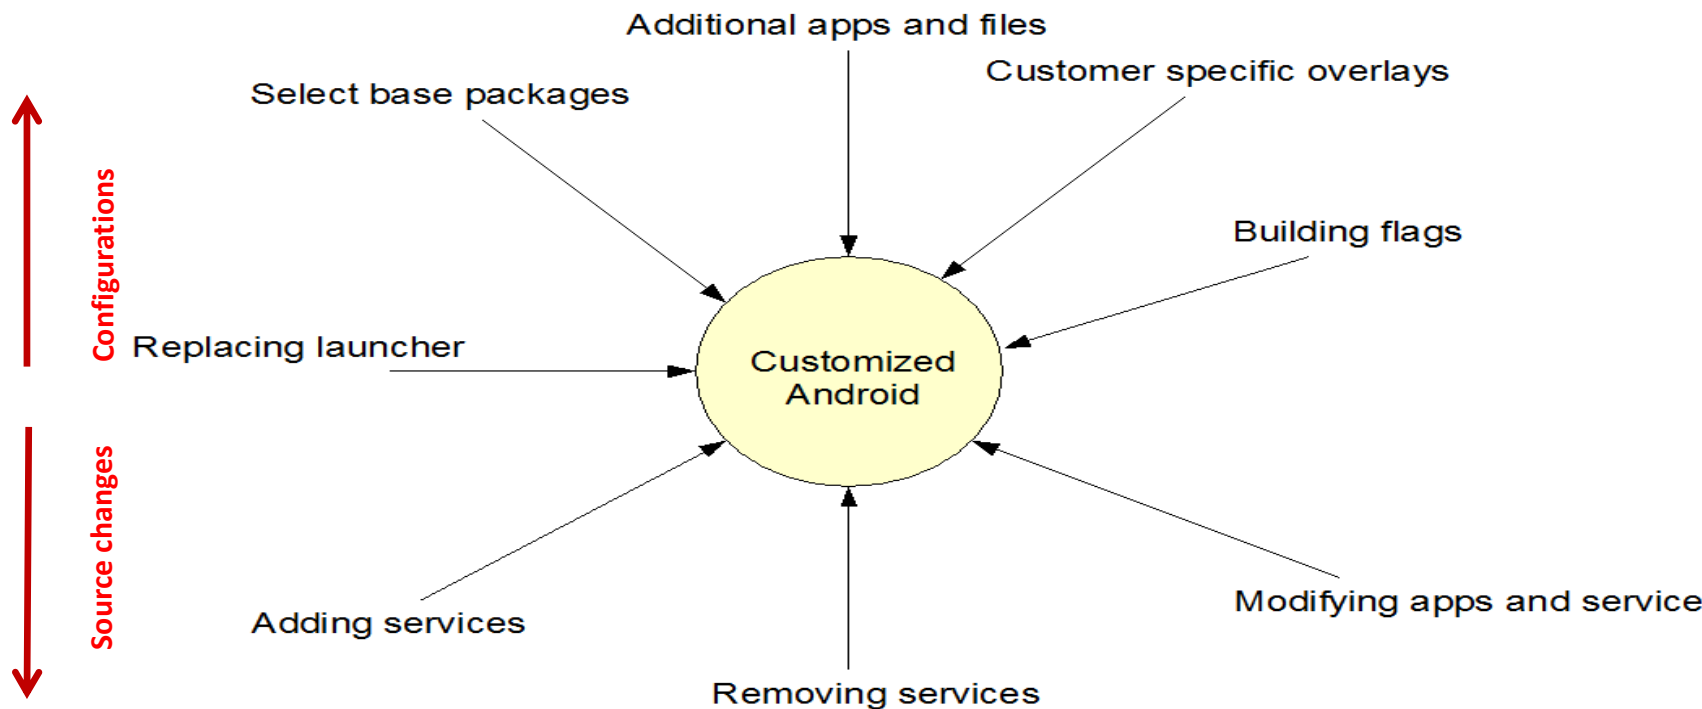 Additional apps and files
Customer specific overlays
Select base packages
Configurations
Building flags
Replacing launcher
Customized
Android
Source changes
Modifying apps and service
Adding services
Removing services